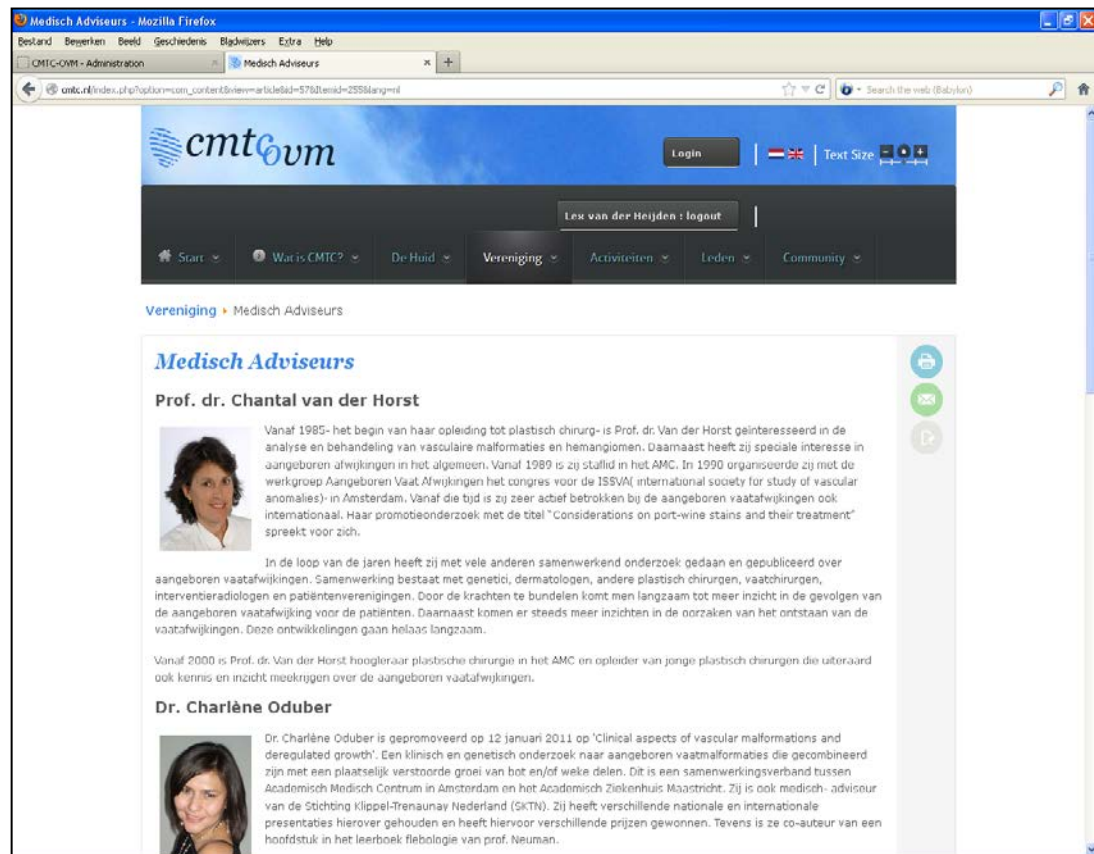 Medisch Adviseurs - Mozilla Firefox
Bestand Bewerken Beeld Geschiedenis Bladwijzers Extra Help
CMTC-OVM - Administration
Medisch Adviseurs
cmtc.nl/index.php?option=com_content&view=article&id=57&Itemid=255&lang=nl
Search the web (Babylon)
cmtcovm
Login
Text Size
Lex van der Heijden : logout
Start
Wat is CMTC?
De Huid
Vereniging
Activiteiten
Leden
Community
Vereniging Medisch Adviseurs
Medisch Adviseurs
Prof. dr. Chantal van der Horst
Vanaf 1985- het begin van haar opleiding tot plastisch chirurg- is Prof. dr. Van der Horst geinteresseerd in de
analyse en behandeling van vasculaire malformaties en hemangiomen. Daarnaast heeft zij speciale interesse in
aangeboren afwijkingen in het algemeen. Vanaf 1989 is zij staflid in het AMC. In 1990 organiseerde zij met de
werkgroep Aangeboren Vaat Afwijkingen het congres voor de ISSVA( international society for study of vascular
anomalies)- in Amsterdam. Vanaf die tijd is zij zeer actief betrokken bij de aangeboren vaatafwijkingen ook
internationaal. Haar promotieonderzoek met de titel "Considerations on port-wine stains and their treatment"
spreekt voor zich.
In de loop van de jaren heeft zij met vele anderen samenwerkend onderzoek gedaan en gepubliceerd over
aangeboren vaatafwijkingen. Samenwerking bestaat met genetici, dermatologen, andere plastisch chirurgen, vaatchirurgen,
interventieradiologen en patiëntenverenigingen. Door de krachten te bundelen komt men langzaam tot meer inzicht in de gevolgen van
de aangeboren vaatafwijking voor de patiënten. Daarnaast komen er steeds meer inzichten in de oorzaken van het ontstaan van de
vaatafwijkingen. Deze ontwikkelingen gaan helaas langzaam.
Vanaf 2000 is Prof. dr. Van der Horst hoogleraar plastische chirurgie in het AMC en opleider van jonge plastisch chirurgen die uiteraard
ook kennis en inzicht meekrijgen over de aangeboren vaatafwijkingen.
Dr. Charlène Oduber
Dr. Charlène Oduber is gepromoveerd op 12 januari 2011 op 'Clinical aspects of vascular malformations and
deregulated growth'. Een klinisch en genetisch onderzoek naar aangeboren vaatmalformaties die gecombineerd
zijn met een plaatselijk verstoorde groei van bot en/of weke delen. Dit is een samenwerkingsverband tussen
Academisch Medisch Centrum in Amsterdam en het Academisch Ziekenhuis Maastricht. Zij is ook medisch- adviseur
van de Stichting Klippel-Trenaunay Nederland (SKTN). Zij heeft verschillende nationale en internationale
presentaties hierover gehouden en heeft hiervoor verschillende prijzen gewonnen. Tevens is ze co-auteur van een
hoofdstuk in het leerboek flebologie van prof. Neuman.